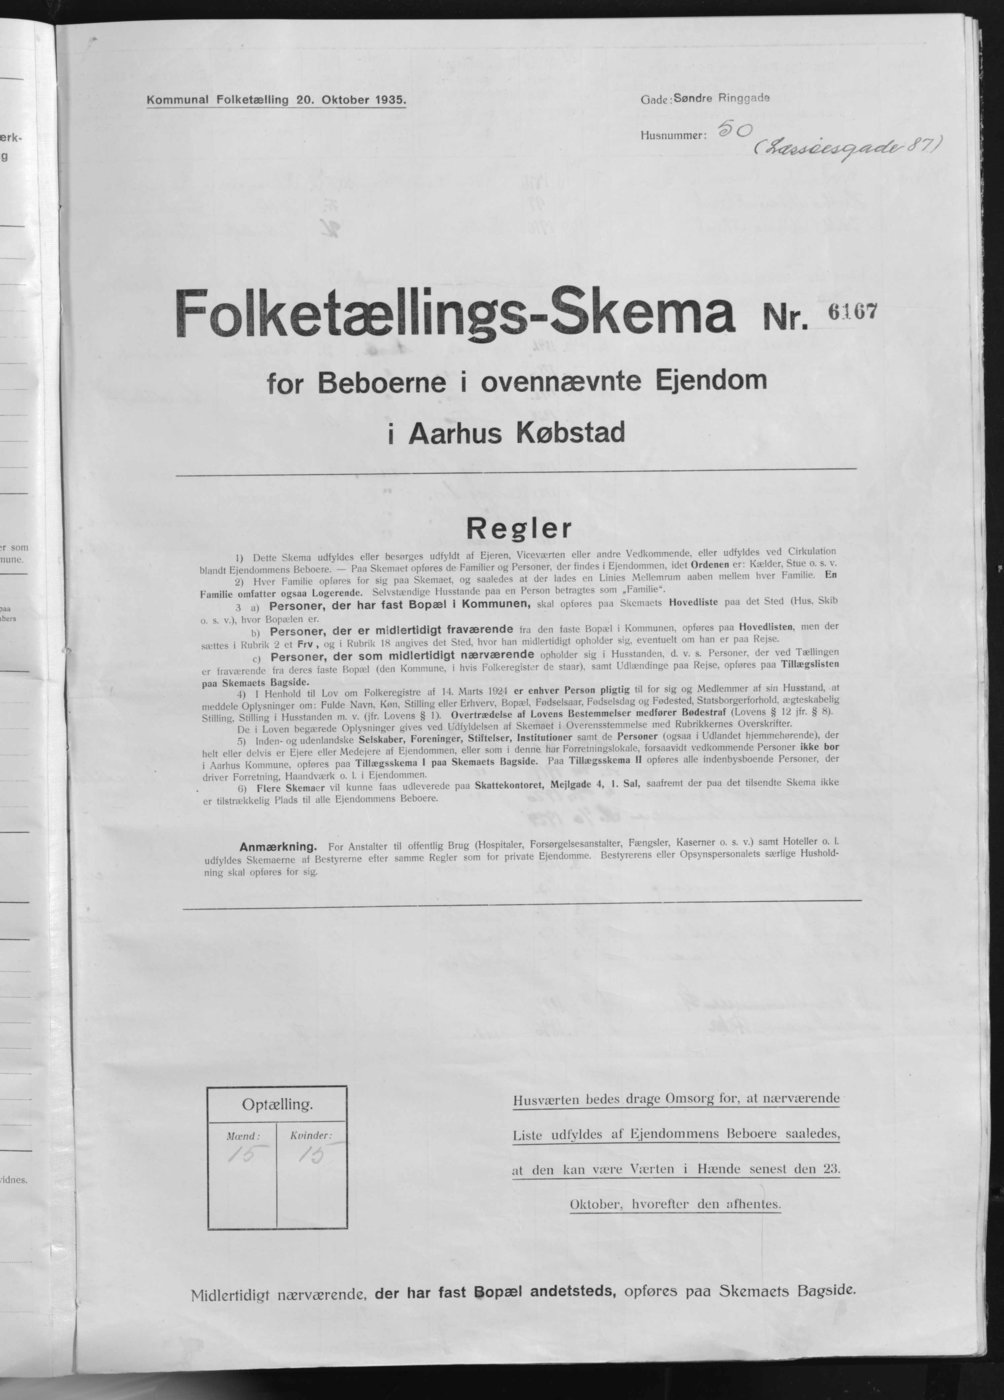 Kommunal Folketælling 20. Oktober 1935.
Gade: Søndre Ringgade
Husnummer: 50
(Læssøesgade 87)
Folketællings-Skema Nr. 6167
for Beboerne i ovennævnte Ejendom
i Aarhus Købstad
Regler
1) Dette Skema udfyldes eller besørges udfyldt af Ejeren, Viceværten eller andre Vedkommende, eller udfyldes ved Cirkulation
blandt Ejendommens Beboere. — Paa Skemaet opføres de Familier og Personer, der findes i Ejendommen, idet Ordenen er: Kælder, Stue o. s. v.
2) Hver Familie opføres for sig paa Skemaet, og saaledes at der lades en Linies Mellemrum aaben mellem hver Familie. En
Familie omfatter ogsaa Logerende. Selvstændige Husstande paa en Person betragtes som „Familie“.
3 a) Personer, der har fast Bopæl i Kommunen, skal opføres paa Skemaets Hovedliste paa det Sted (Hus, Skib
o. s. v.), hvor Bopælen er.
b) Personer, der er midlertidigt fraværende fra den faste Bopæl i Kommunen, opføres paa Hovedlisten, men der
sættes i Rubrik 2 et Frv, og i Rubrik 18 angives det Sted, hvor han midlertidigt opholder sig, eventuelt om han er paa Rejse.
c) Personer, der som midlertidigt nærværende opholder sig i Husstanden, d. v. s. Personer, der ved Tællingen
er fraværende fra deres faste Bopæl (den Kommune, i hvis Folkeregister de staar), samt Udlændinge paa Rejse, opføres paa Tillægslisten
paa Skemaets Bagside.
4) I Henhold til Lov om Folkeregistre af 14. Marts 1924 er enhver Person pligtig til for sig og Medlemmer af sin Husstand, at
meddele Oplysninger om: Fulde Navn, Køn, Stilling eller Erhverv, Bopæl, Fødselsaar, Fødselsdag og Fødested, Statsborgerforhold, ægteskabelig
Stilling, Stilling i Husstanden m. v. (jfr. Lovens § 1). Overtrædelse af Lovens Bestemmelser medfører Bødestraf (Lovens § 12 jfr. § 8).
De i Loven begærede Oplysninger gives ved Udfyldelsen af Skemaet i Overensstemmelse med Rubrikkernes Overskrifter.
5) Inden- og udenlandske Selskaber, Foreninger, Stiftelser, Institutioner samt de Personer (ogsaa i Udlandet hjemmehørende), der
helt eller delvis er Ejere eller Medejere af Ejendommen, eller som i denne har Forretningslokale, forsaavidt vedkommende Personer ikke bor
i Aarhus Kommune, opføres paa Tillægsskema I paa Skemaets Bagside. Paa Tillægsskema II opføres alle indenbysboende Personer, der
driver Forretning, Haandværk o. l. i Ejendommen.
6) Flere Skemaer vil kunne faas udleverede paa Skattekontoret, Mejlgade 4, 1. Sal, saafremt der paa det tilsendte Skema ikke
er tilstrækkelig Plads til alle Ejendommens Beboere.
Anmærkning. For Anstalter til offentlig Brug (Hospitaler, Forsørgelsesanstalter, Fængsler, Kaserner o. s. v.) samt Hoteller o. l.
udfyldes Skemaerne af Bestyrerne efter samme Regler som for private Ejendomme. Bestyrerens eller Opsynspersonalets særlige Hushold-
ning skal opføres for sig.
Optælling.
Mænd: Kvinder:
15 15
Husværten bedes drage Omsorg for, at nærværende
Liste udfyldes af Ejendommens Beboere saaledes,
at den kan være Værten i Hænde senest den 23.
Oktober, hvorefter den afhentes.
Midlertidigt nærværende, der har fast Bopæl andetsteds, opføres paa Skemaets Bagside.